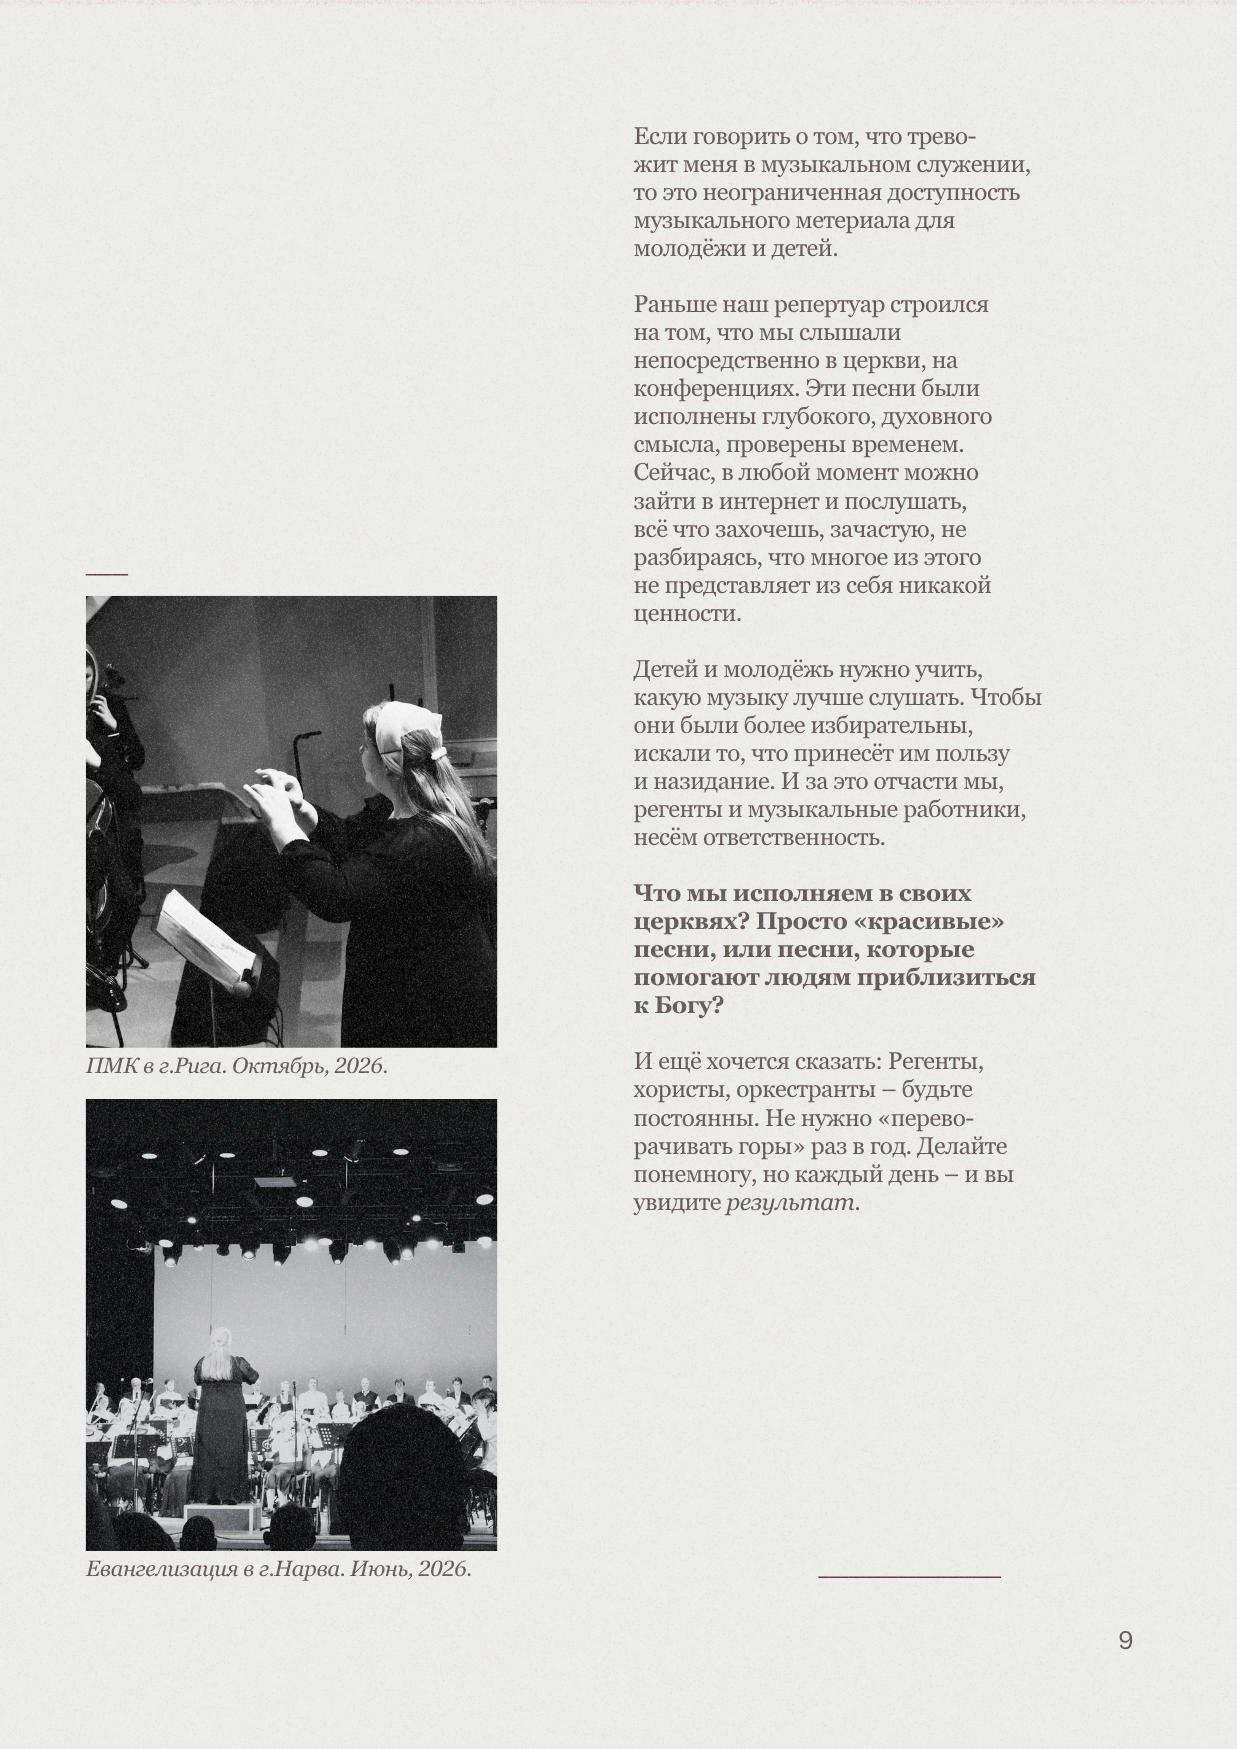 Если говорить о том, что трево-
жит меня в музыкальном служении,
то это неограниченная доступность
музыкального метериала для
молодёжи и детей.
Раньше наш репертуар строился
на том, что мы слышали
непосредственно в церкви, на
конференциях. Эти песни были
исполнены глубокого, духовного
смысла, проверены временем.
Сейчас, в любой момент можно
зайти в интернет и послушать,
всё что захочешь, зачастую, не
разбираясь, что многое из этого
не представляет из себя никакой
ценности.
Детей и молодёжь нужно учить,
какую музыку лучше слушать. Чтобы
они были более избирательны,
искали то, что принесёт им пользу
и назидание. И за это отчасти мы,
регенты и музыкальные работники,
несём ответственность.
Что мы исполняем в своих
церквях? Просто «красивые»
песни, или песни, которые
помогают людям приблизиться
к Богу?
И ещё хочется сказать: Регенты,
хористы, оркестранты – будьте
постоянны. Не нужно «перево-
рачивать горы» раз в год. Делайте
понемногу, но каждый день – и вы
увидите результат.
ПМК в г.Рига. Октябрь, 2026.
Евангелизация в г.Нарва. Июнь, 2026.
9